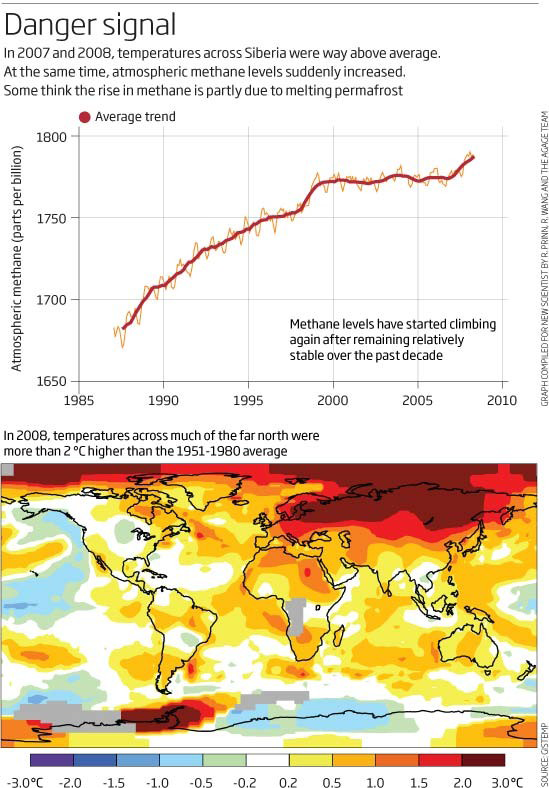 Danger signal
In 2007 and 2008, temperatures across Siberia were way above average.
At the same time, atmospheric methane levels suddenly increased.
Some think the rise in methane is partly due to melting permafrost
Average trend
Atmospheric methane (parts per billion)
1800
1750
1700
1650
1985 1990 1995 2000 2005 2010
Methane levels have started climbing
again after remaining relatively
stable over the past decade
GRAPH COMPILED FOR NEW SCIENTIST BY R. PRINN, R. WANG AND THE AGAGE TEAM
In 2008, temperatures across much of the far north were
more than 2 °C higher than the 1951-1980 average
-3.0°C -2.0 -1.5 -1.0 -0.5 -0.2 0.2 0.5 1.0 1.5 2.0 3.0°C
SOURCE: GISTEMP